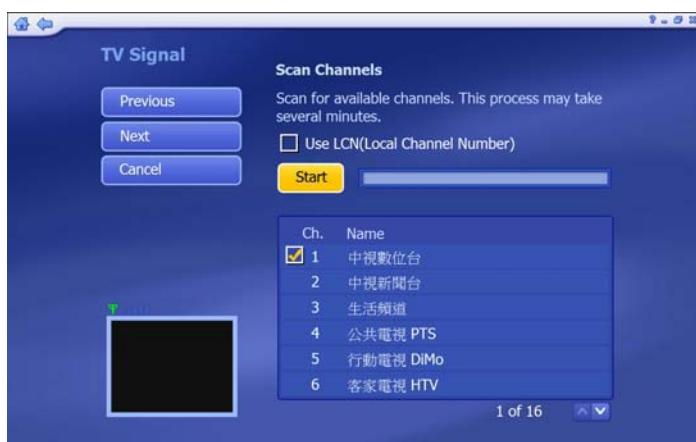 TV Signal
Previous
Next
Cancel
Scan Channels
Scan for available channels. This process may take
several minutes.
Use LCN(Local Channel Number)
Start
Ch. Name
1 中視數位台
2 中視新聞台
3 生活頻道
4 公共電視 PTS
5 行動電視 DiMo
6 客家電視 HTV
1 of 16